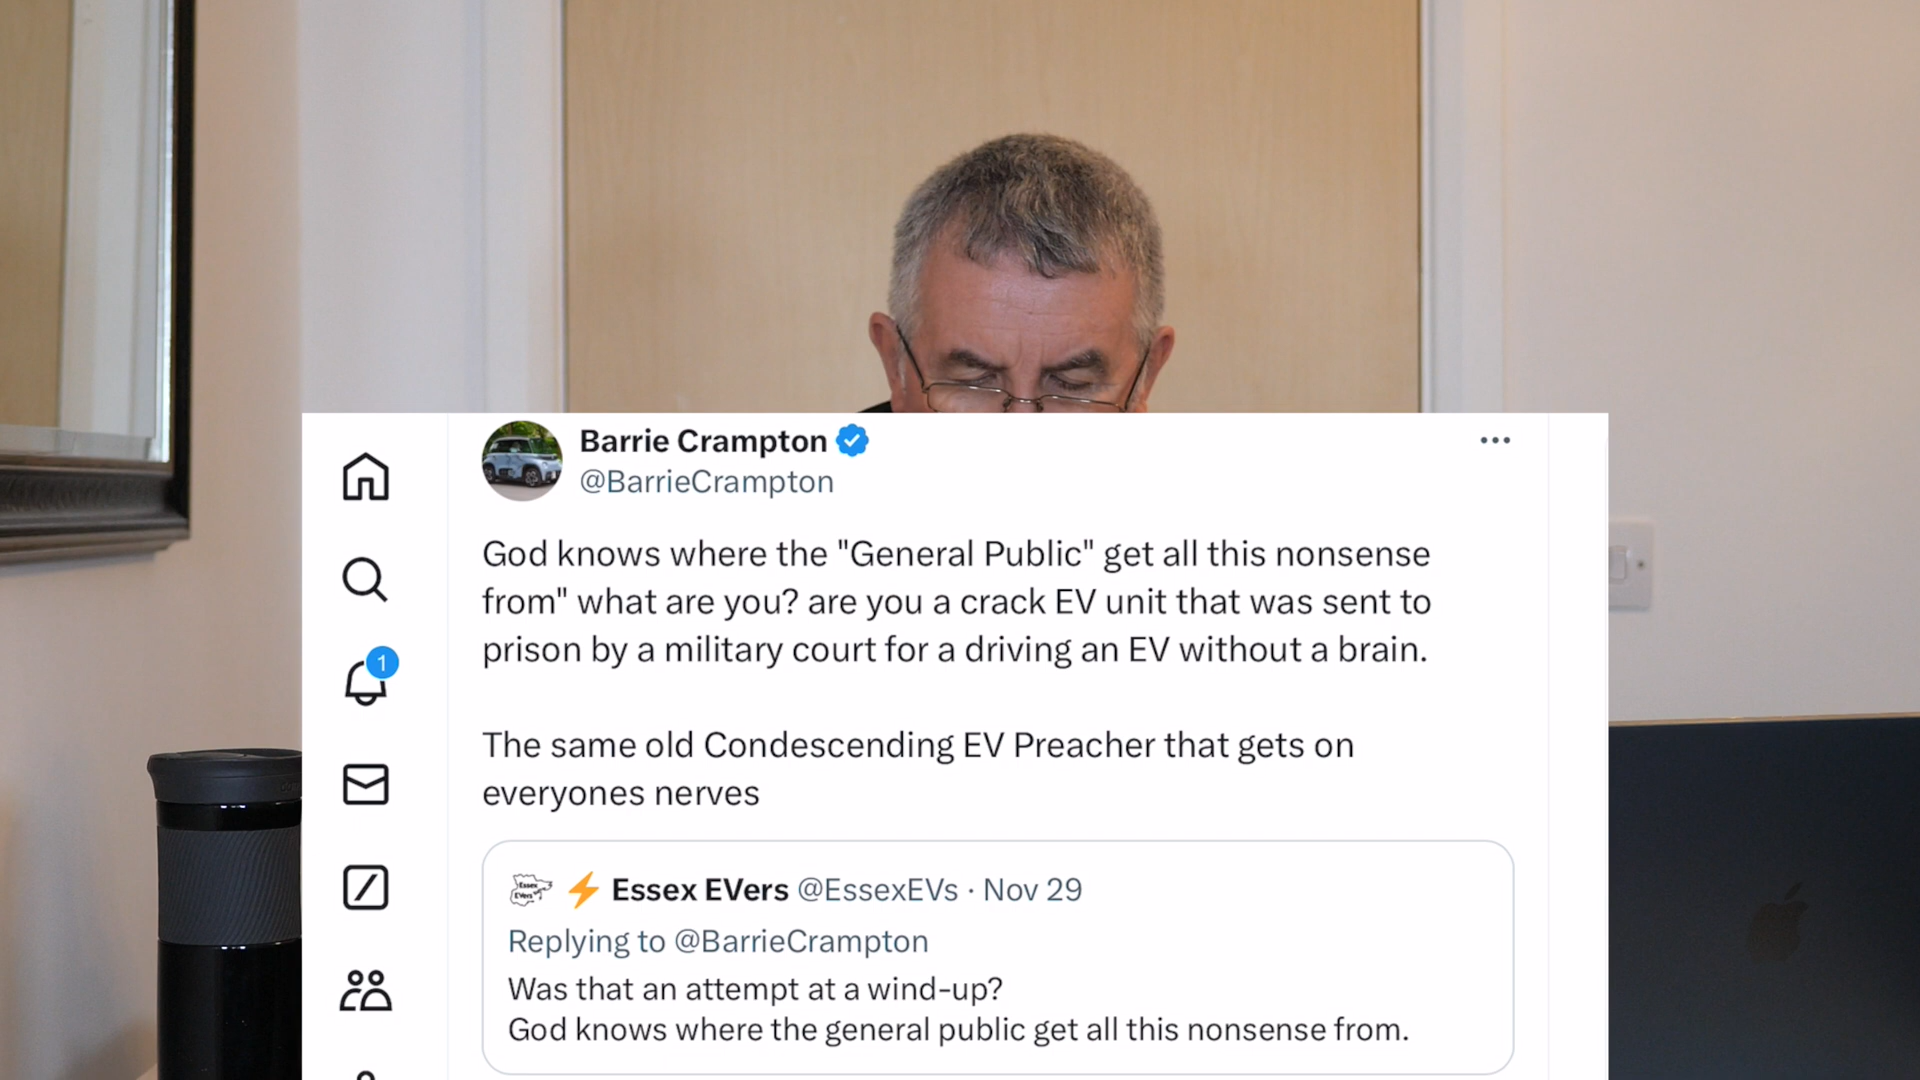 Barrie Crampton
@BarrieCrampton
God knows where the "General Public" get all this nonsense
from" what are you? are you a crack EV unit that was sent to
prison by a military court for a driving an EV without a brain.
The same old Condescending EV Preacher that gets on
everyones nerves
1
Essex
EVers
Essex EVers @EssexEVs · Nov 29
Replying to @BarrieCrampton
Was that an attempt at a wind-up?
God knows where the general public get all this nonsense from.